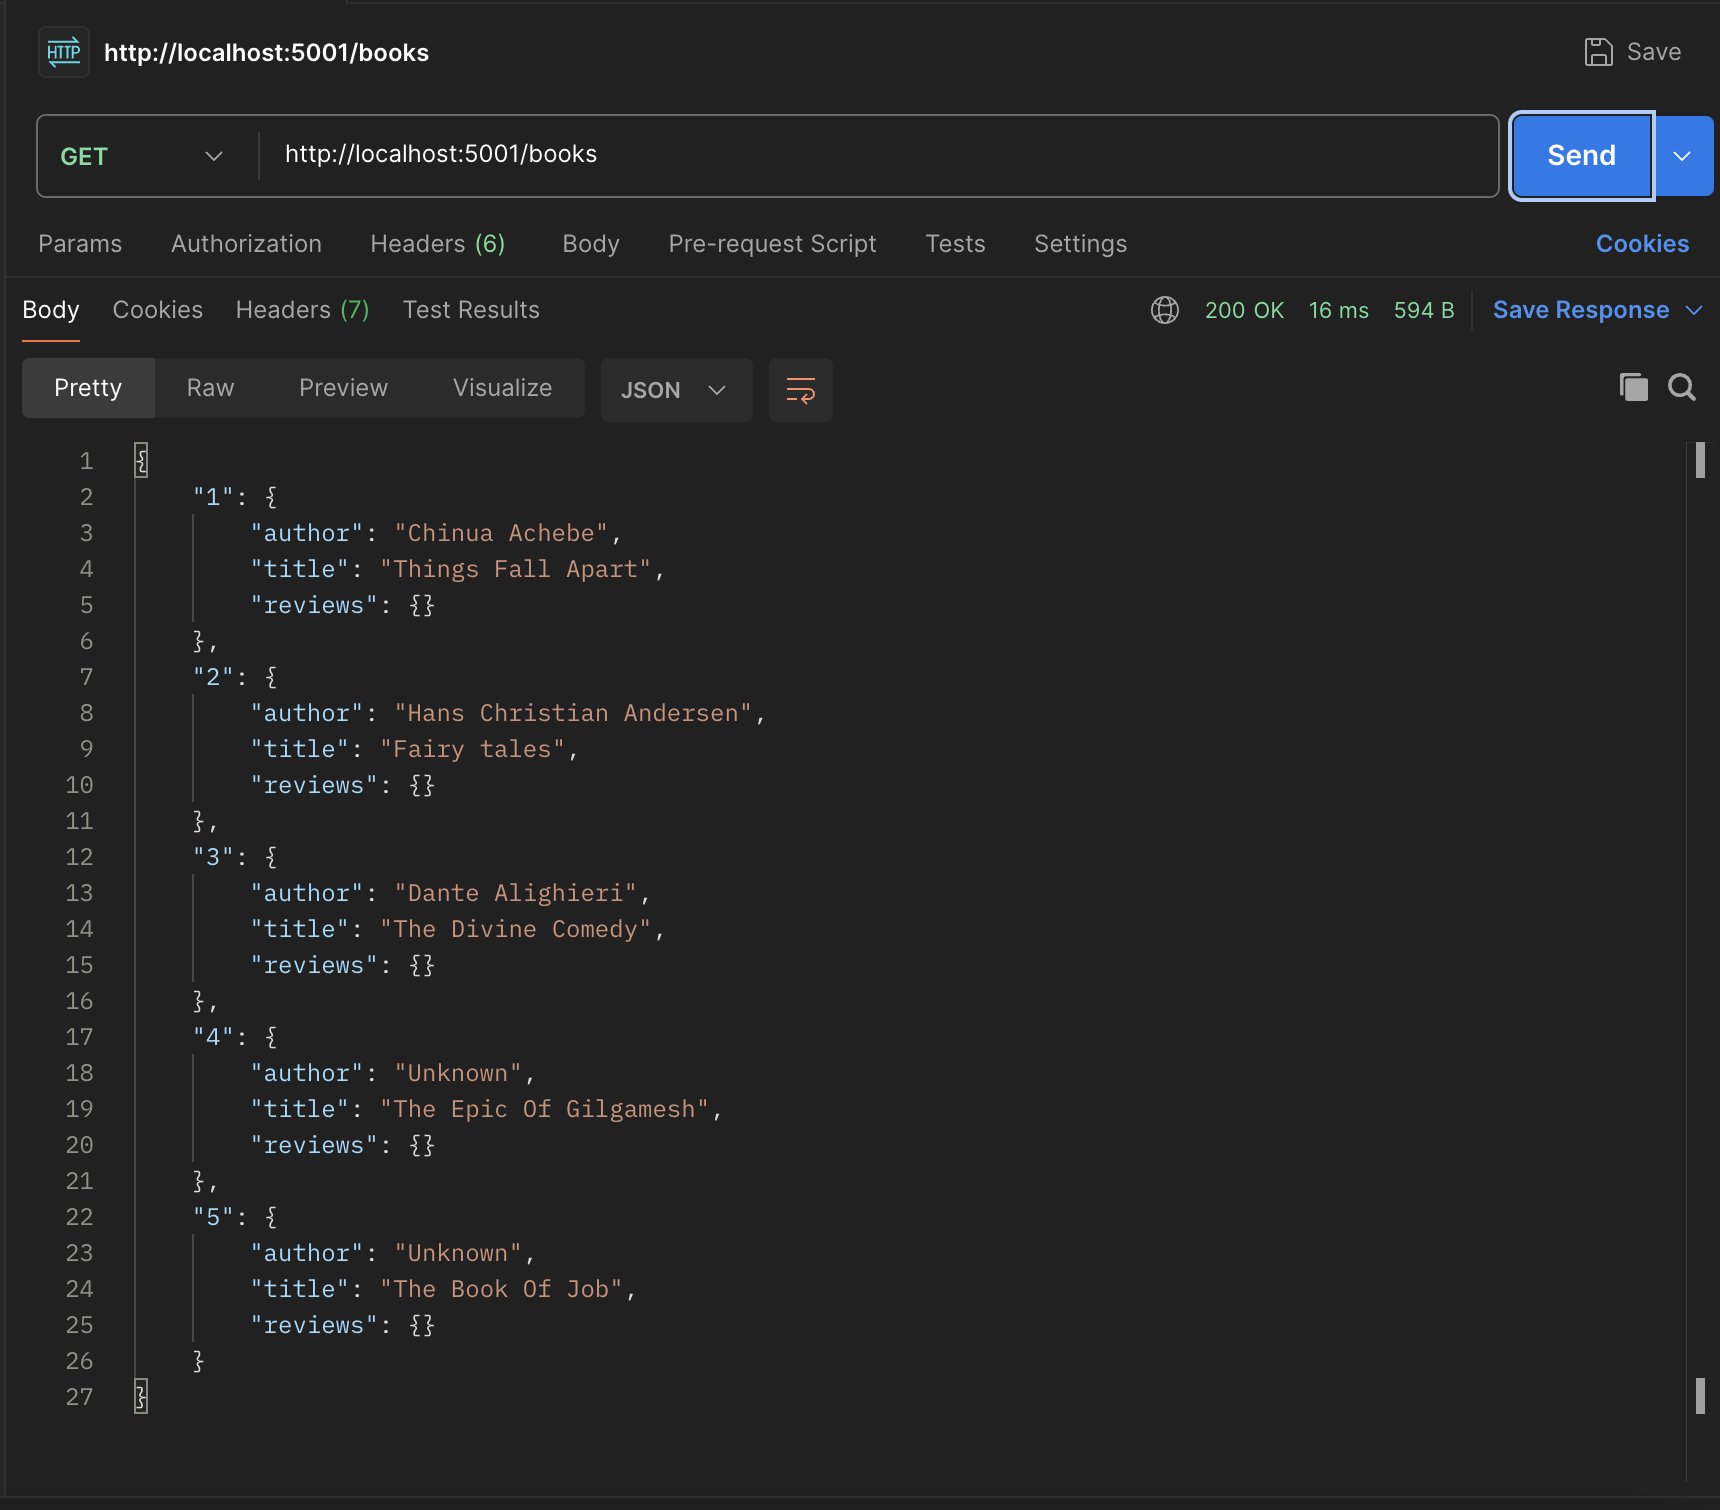 HTTP http://localhost:5001/books Save
GET http://localhost:5001/books Send
Params Authorization Headers (6) Body Pre-request Script Tests Settings Cookies
Body Cookies Headers (7) Test Results 200 OK 16 ms 594 B Save Response
Pretty Raw Preview Visualize JSON
1 {
2 "1": {
3 "author": "Chinua Achebe",
4 "title": "Things Fall Apart",
5 "reviews": {}
6 },
7 "2": {
8 "author": "Hans Christian Andersen",
9 "title": "Fairy tales",
10 "reviews": {}
11 },
12 "3": {
13 "author": "Dante Alighieri",
14 "title": "The Divine Comedy",
15 "reviews": {}
16 },
17 "4": {
18 "author": "Unknown",
19 "title": "The Epic Of Gilgamesh",
20 "reviews": {}
21 },
22 "5": {
23 "author": "Unknown",
24 "title": "The Book Of Job",
25 "reviews": {}
26 }
27 }